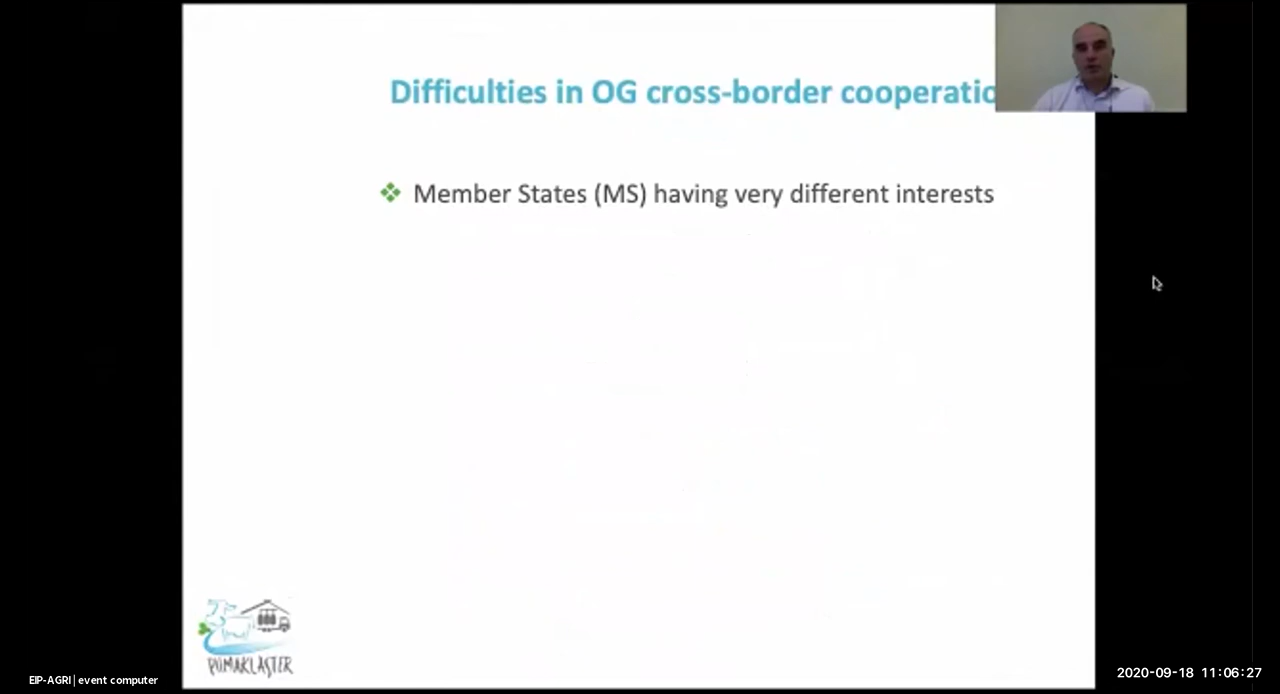 Difficulties in OG cross-border cooperatio
Member States (MS) having very different interests
PIIMAKLASTER
EIP-AGRI | event computer
2020-09-18 11:06:27